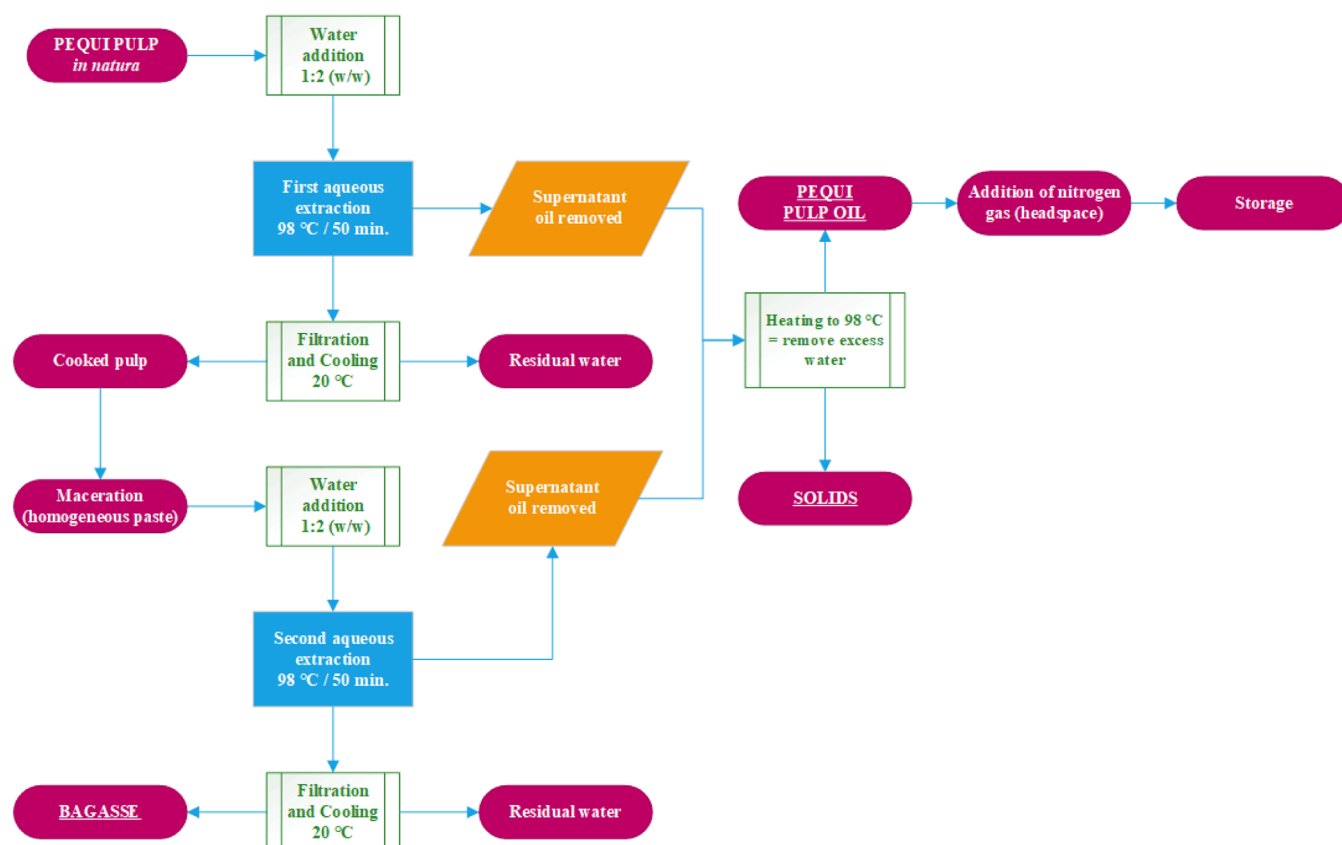 PEQUI PULP
in natura
Water
addition
1:2 (w/w)
First aqueous
extraction
98 °C / 50 min.
Supernatant
oil removed
PEQUI
PULP OIL
Addition of nitrogen
gas (headspace)
Storage
Heating to 98 °C
= remove excess
water
Cooked pulp
Filtration
and Cooling
20 °C
Residual water
Maceration
(homogeneous paste)
Water
addition
1:2 (w/w)
Supernatant
oil removed
SOLIDS
Second aqueous
extraction
98 °C / 50 min.
BAGASSE
Filtration
and Cooling
20 °C
Residual water